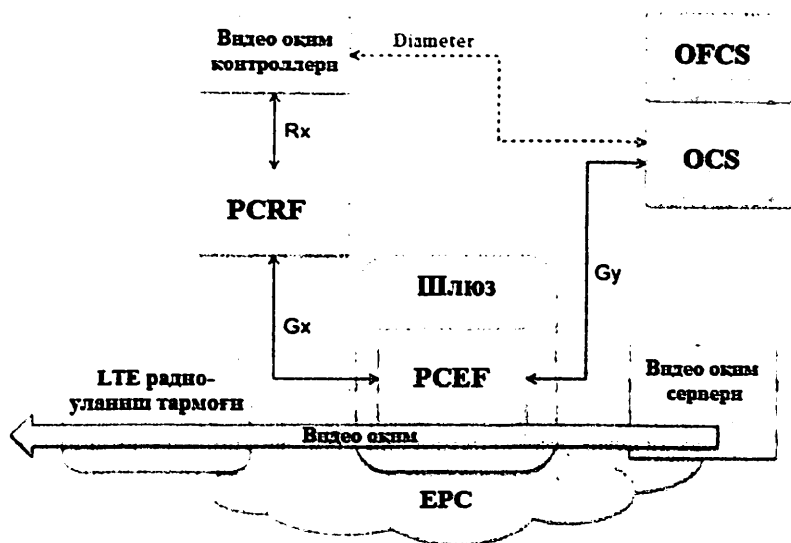 Видео оқим
контроллери
Diameter
OFCS
Rx
OCS
PCRF
Шлюз
Gy
Gx
PCEF
LTE радио-
уланиш тармоғи
Видео оқим
сервери
Видео оқим
EPC